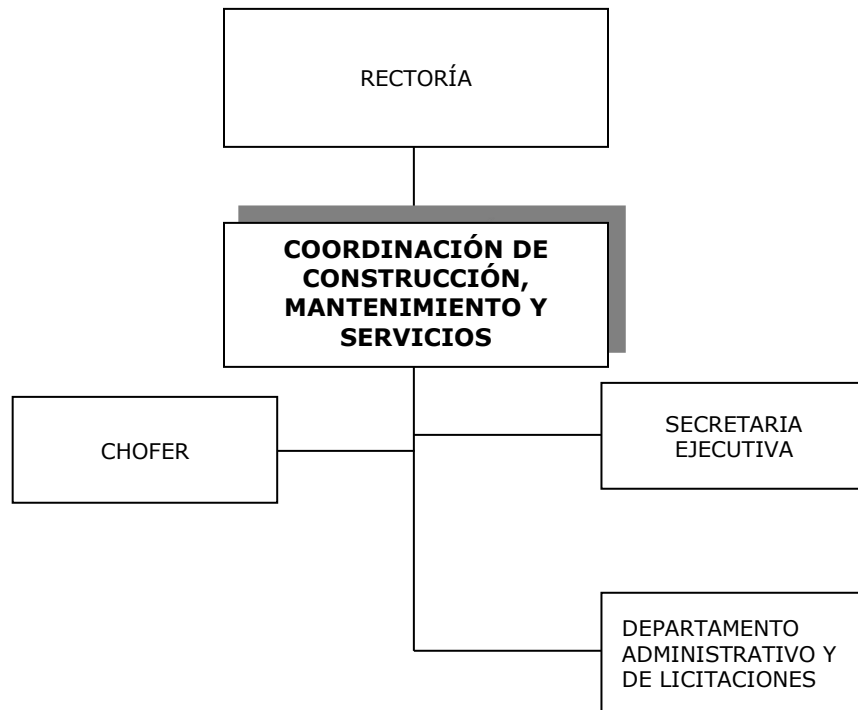 RECTORÍA
COORDINACIÓN DE
CONSTRUCCIÓN,
MANTENIMIENTO Y
SERVICIOS
CHOFER
SECRETARIA
EJECUTIVA
DEPARTAMENTO
ADMINISTRATIVO Y
DE LICITACIONES